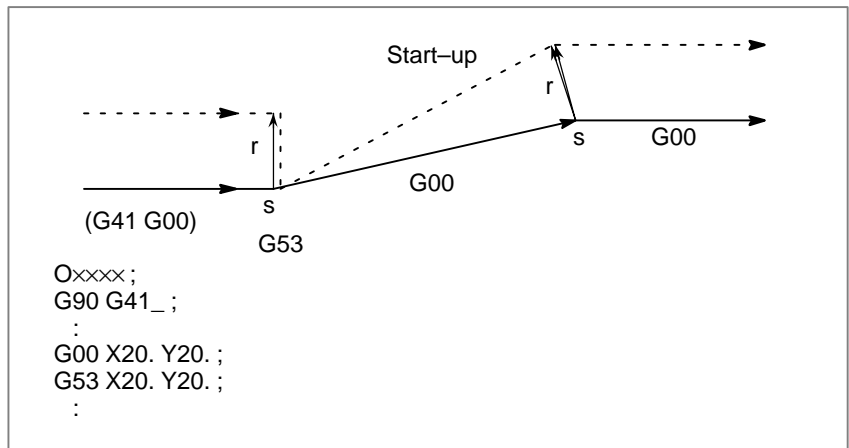 Start–up
r
r
s
G00
G00
s
(G41 G00)
G53
O×××× ;
G90 G41_ ;
:
G00 X20. Y20. ;
G53 X20. Y20. ;
: